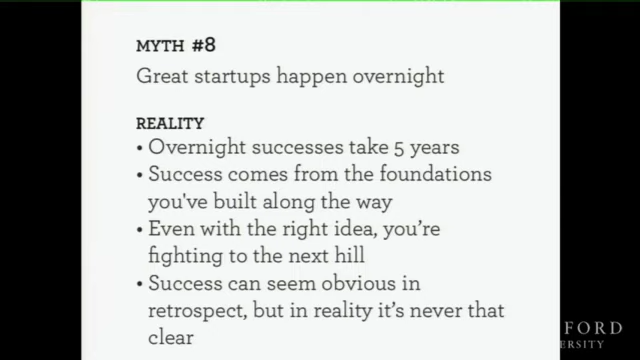 MYTH #8
Great startups happen overnight
REALITY
• Overnight successes take 5 years
• Success comes from the foundations
you've built along the way
• Even with the right idea, you're
fighting to the next hill
• Success can seem obvious in
retrospect, but in reality it's never that
clear
FORD
ERSITY